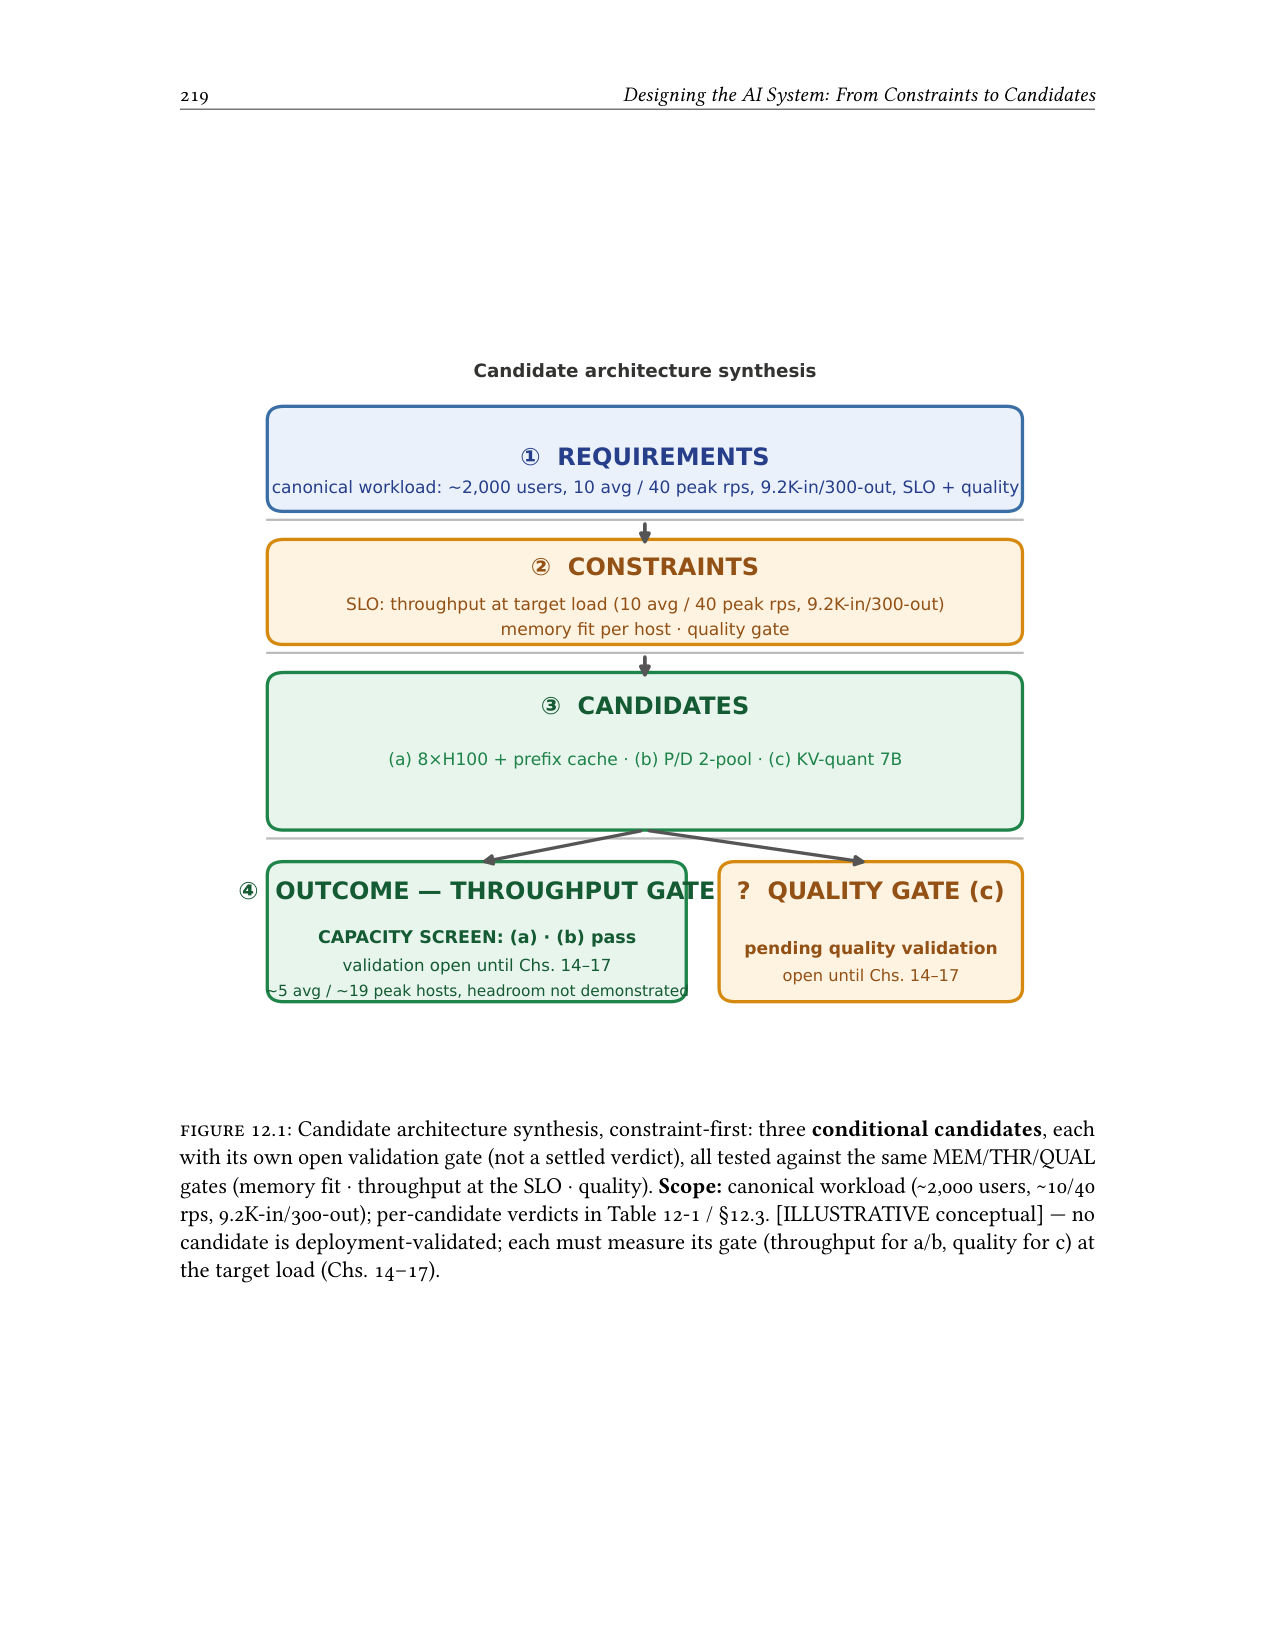 219
Designing the AI System: From Constraints to Candidates
Candidate architecture synthesis
① REQUIREMENTS
canonical workload: ~2,000 users, 10 avg / 40 peak rps, 9.2K-in/300-out, SLO + quality
② CONSTRAINTS
SLO: throughput at target load (10 avg / 40 peak rps, 9.2K-in/300-out)
memory fit per host · quality gate
③ CANDIDATES
(a) 8×H100 + prefix cache · (b) P/D 2-pool · (c) KV-quant 7B
④ OUTCOME — THROUGHPUT GATE
CAPACITY SCREEN: (a) · (b) pass
validation open until Chs. 14–17
~5 avg / ~19 peak hosts, headroom not demonstrated
? QUALITY GATE (c)
pending quality validation
open until Chs. 14–17
FIGURE 12.1: Candidate architecture synthesis, constraint-first: three conditional candidates, each
with its own open validation gate (not a settled verdict), all tested against the same MEM/THR/QUAL
gates (memory fit · throughput at the SLO · quality). Scope: canonical workload (~2,000 users, ~10/40
rps, 9.2K-in/300-out); per-candidate verdicts in Table 12-1 / §12.3. [ILLUSTRATIVE conceptual] — no
candidate is deployment-validated; each must measure its gate (throughput for a/b, quality for c) at
the target load (Chs. 14–17).